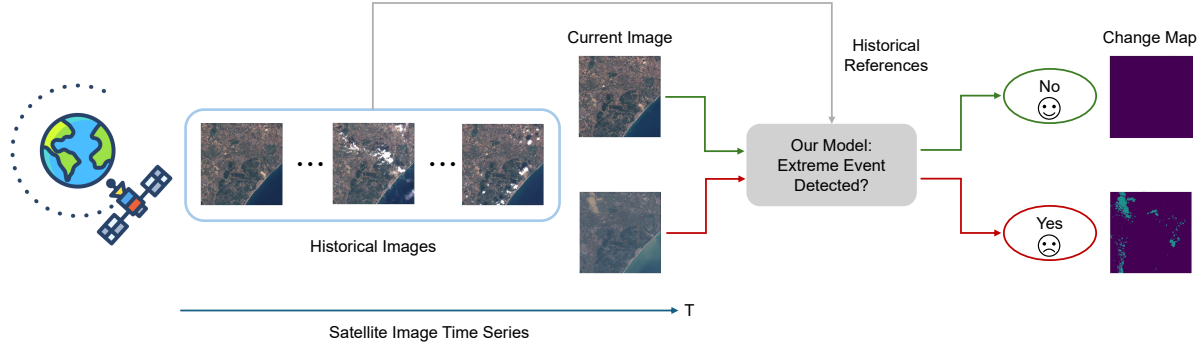 Current Image
Historical
References
Change Map
No
Our Model:
Extreme Event
Detected?
Yes
Historical Images
T
Satellite Image Time Series